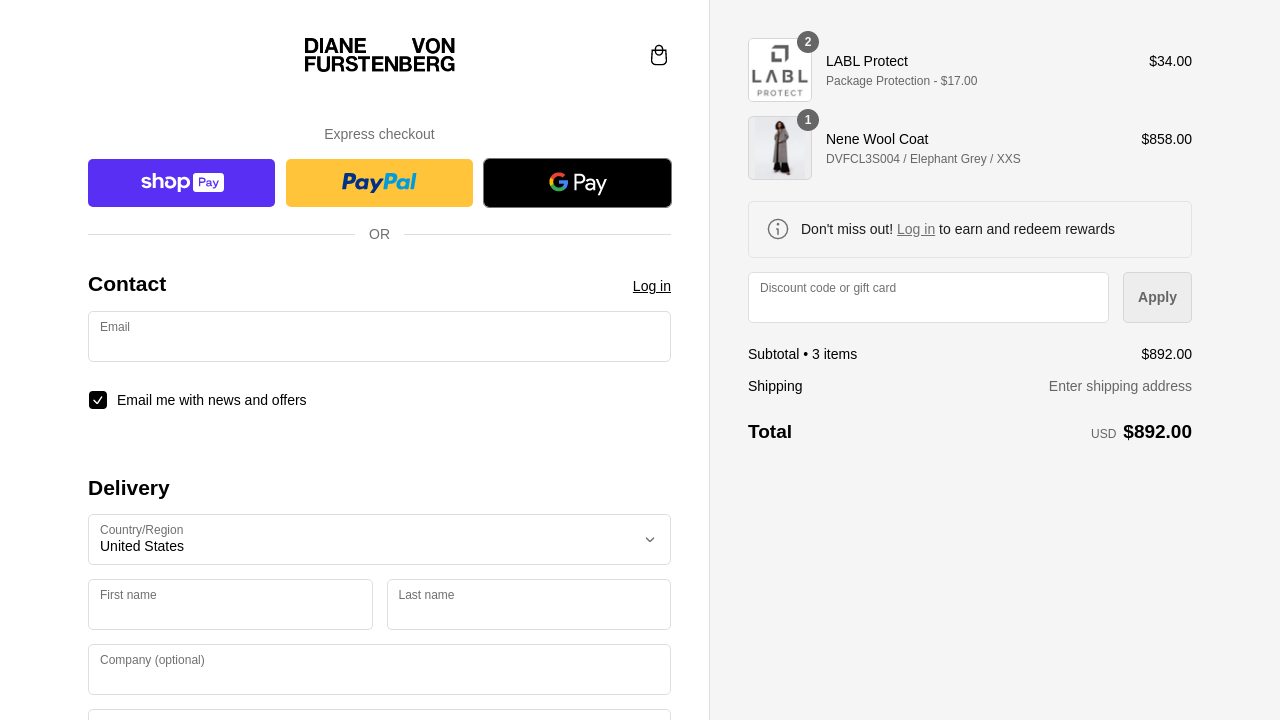 DIANE VON
FURSTENBERG
Express checkout
shop Pay
PayPal
G Pay
OR
Contact
Log in
Email
Email me with news and offers
Delivery
Country/Region
United States
First name
Last name
Company (optional)
2
LABL
PROTECT
LABL Protect
$34.00
Package Protection - $17.00
1
Nene Wool Coat
$858.00
DVFCL3S004 / Elephant Grey / XXS
Don't miss out! Log in to earn and redeem rewards
Discount code or gift card
Apply
Subtotal • 3 items
$892.00
Shipping
Enter shipping address
Total
USD $892.00